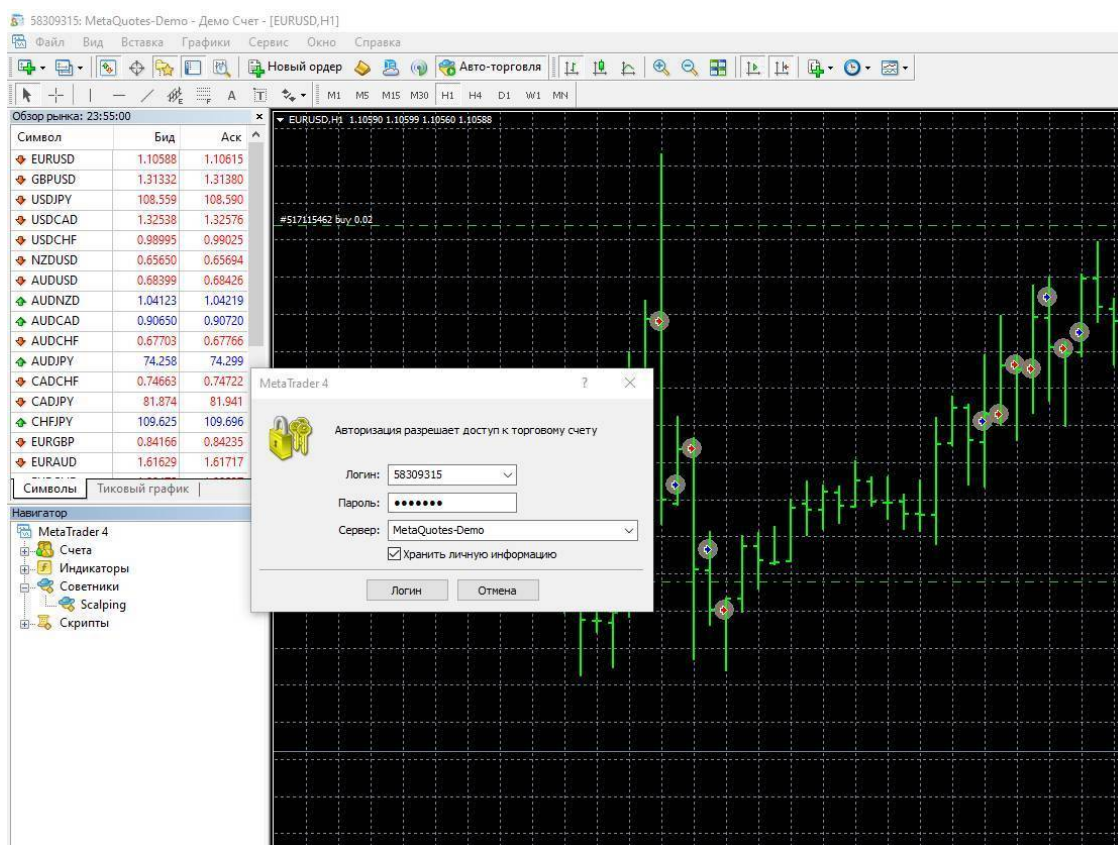 58309315: MetaQuotes-Demo - Демо Счет - [EURUSD,H1]
Файл Вид Вставка Графики Сервис Окно Справка
Новый ордер Авто-торговля
A T M1 M5 M15 M30 H1 H4 D1 W1 MN
Обзор рынка: 23:55:00
Символ Бид Аск
EURUSD 1.10588 1.10615
GBPUSD 1.31332 1.31380
USDJPY 108.559 108.590
USDCAD 1.32538 1.32576
USDCHF 0.98995 0.99025
NZDUSD 0.65650 0.65694
AUDUSD 0.68399 0.68426
AUDNZD 1.04123 1.04219
AUDCAD 0.90650 0.90720
AUDCHF 0.67703 0.67766
AUDJPY 74.258 74.299
CADCHF 0.74663 0.74722
CADJPY 81.874 81.941
CHFJPY 109.625 109.696
EURGBP 0.84166 0.84235
EURAUD 1.61629 1.61717
Символы Тиковый график
Навигатор
MetaTrader 4
Счета
Индикаторы
Советники
Scalping
Скрипты
EURUSD,H1 1.10590 1.10599 1.10560 1.10588
#517115462 buy 0.02
MetaTrader 4 ?
Авторизация разрешает доступ к торговому счету
Логин: 58309315
Пароль: •••••••
Сервер: MetaQuotes-Demo
Хранить личную информацию
Логин Отмена